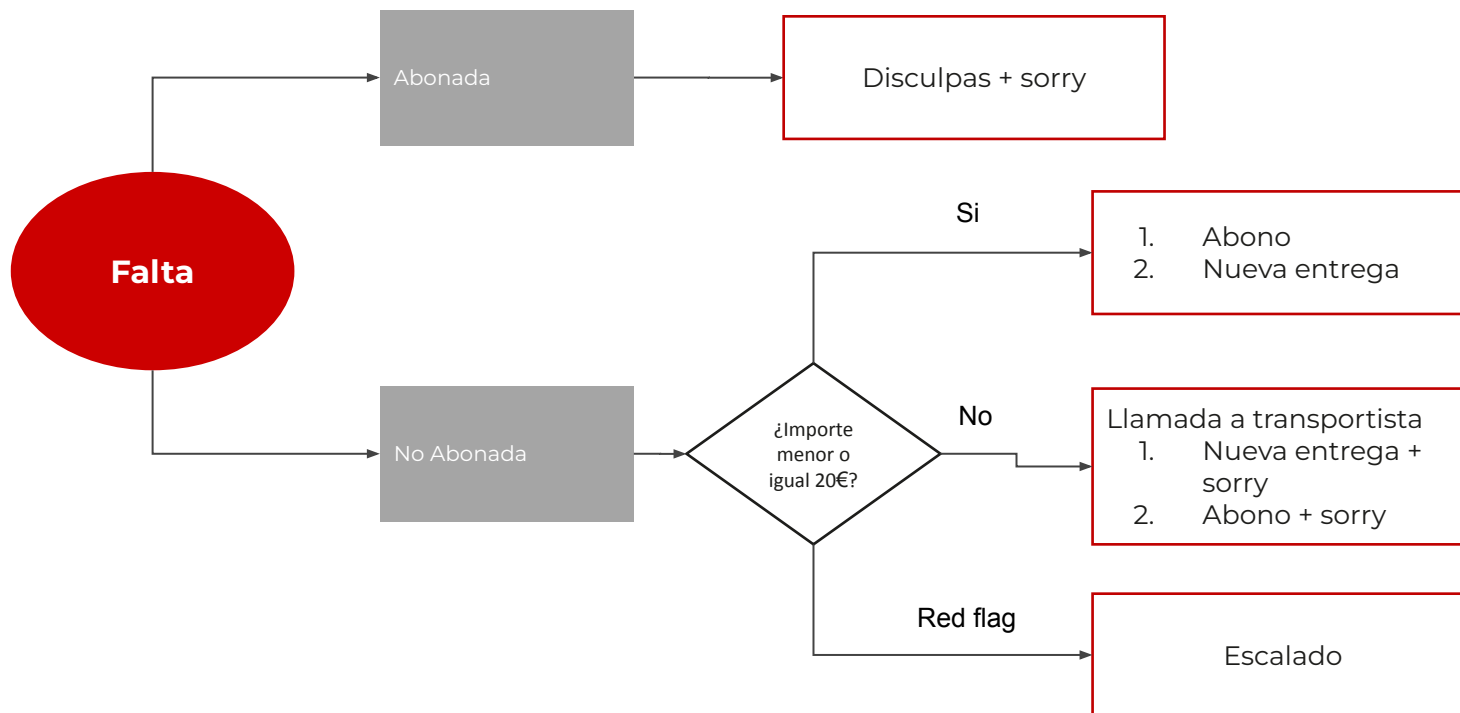 Abonada
Disculpas + sorry
Falta
Si
1. Abono
2. Nueva entrega
No Abonada
¿Importe
menor o
igual 20€?
No
Llamada a transportista
1. Nueva entrega +
sorry
2. Abono + sorry
Red flag
Escalado